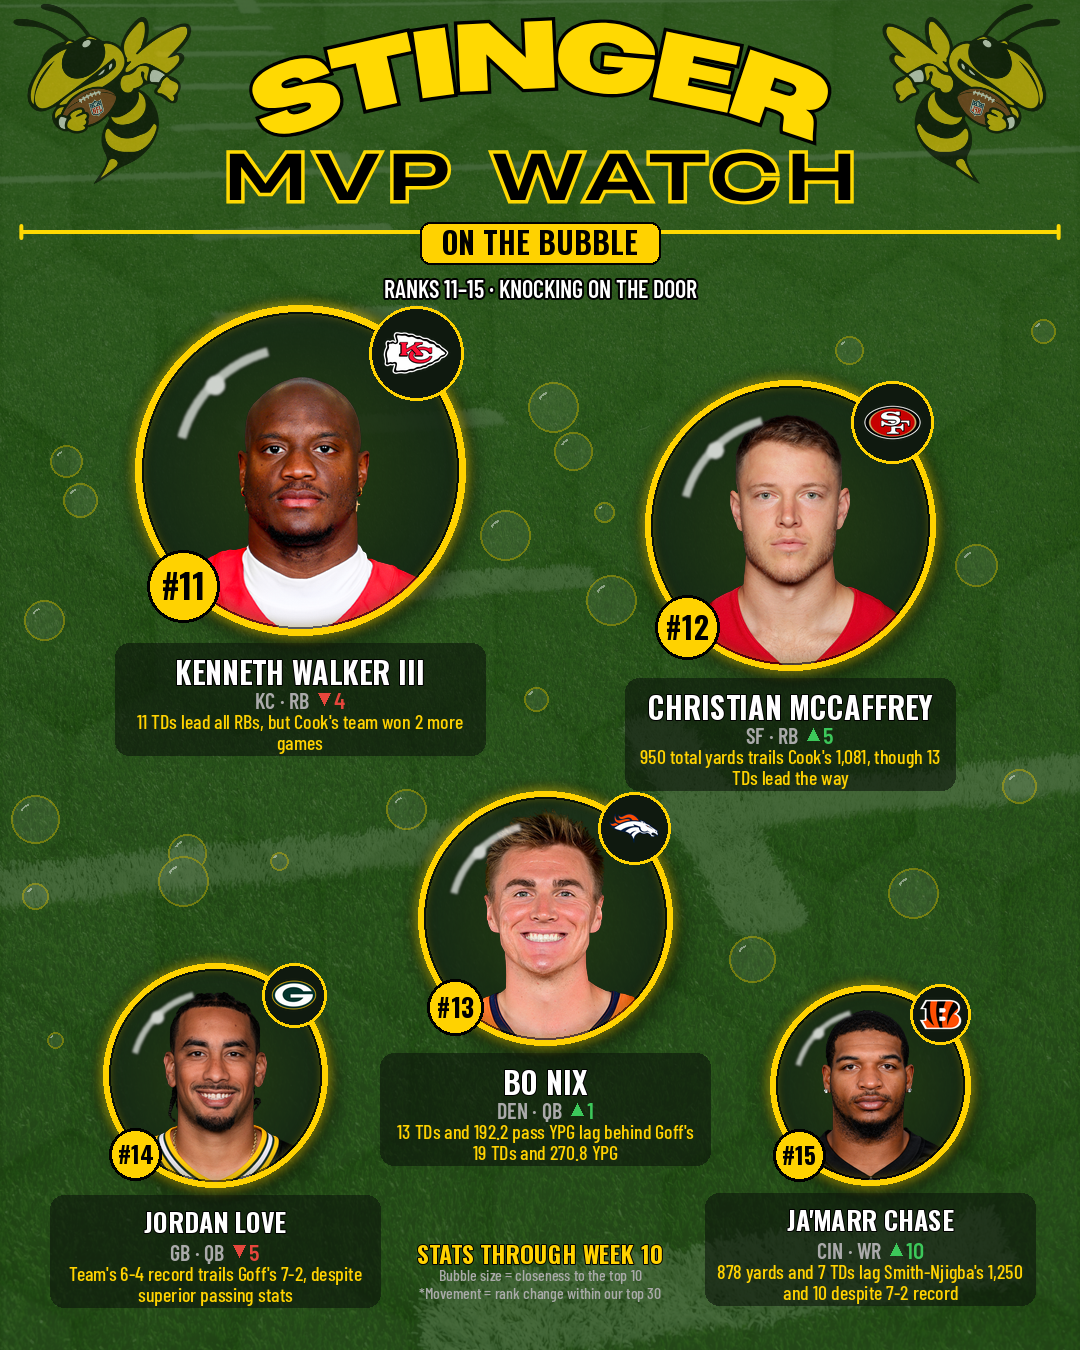 STINGER
MVP WATCH
ON THE BUBBLE
RANKS 11–15 · KNOCKING ON THE DOOR
KC
#11
KENNETH WALKER III
KC · RB ▼4
11 TDs lead all RBs, but Cook's team won 2 more
games
SF
#12
CHRISTIAN MCCAFFREY
SF · RB ▲5
950 total yards trails Cook's 1,081, though 13
TDs lead the way
#13
BO NIX
DEN · QB ▲1
13 TDs and 192.2 pass YPG lag behind Goff's
19 TDs and 270.8 YPG
G
#14
JORDAN LOVE
GB · QB ▼5
Team's 6-4 record trails Goff's 7-2, despite
superior passing stats
B
#15
JA'MARR CHASE
CIN · WR ▲10
878 yards and 7 TDs lag Smith-Njigba's 1,250
and 10 despite 7-2 record
STATS THROUGH WEEK 10
Bubble size = closeness to the top 10
*Movement = rank change within our top 30